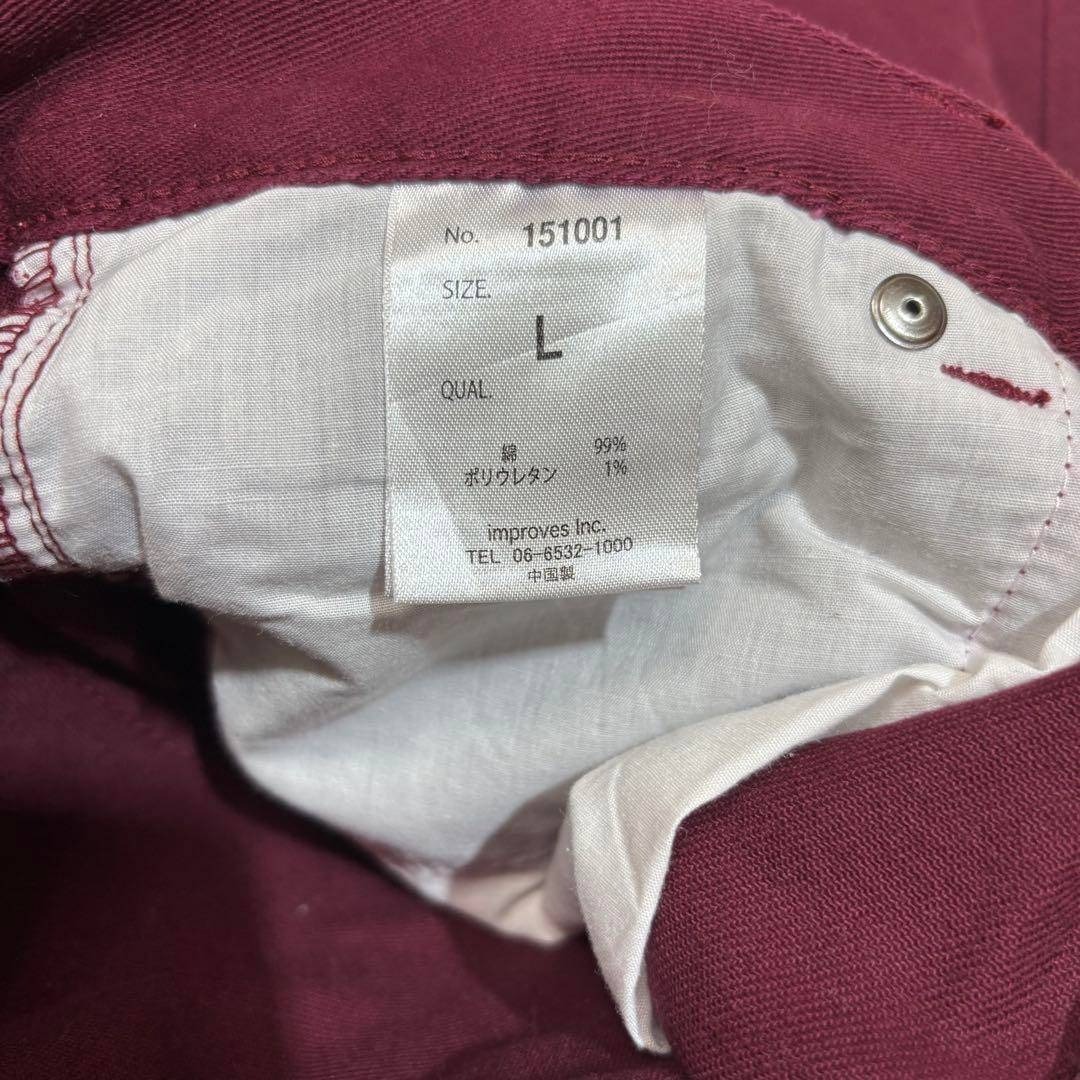 No. 151001
SIZE.
L
QUAL.
綿 99%
ポリウレタン 1%
improves Inc.
TEL 06-6532-1000
中国製